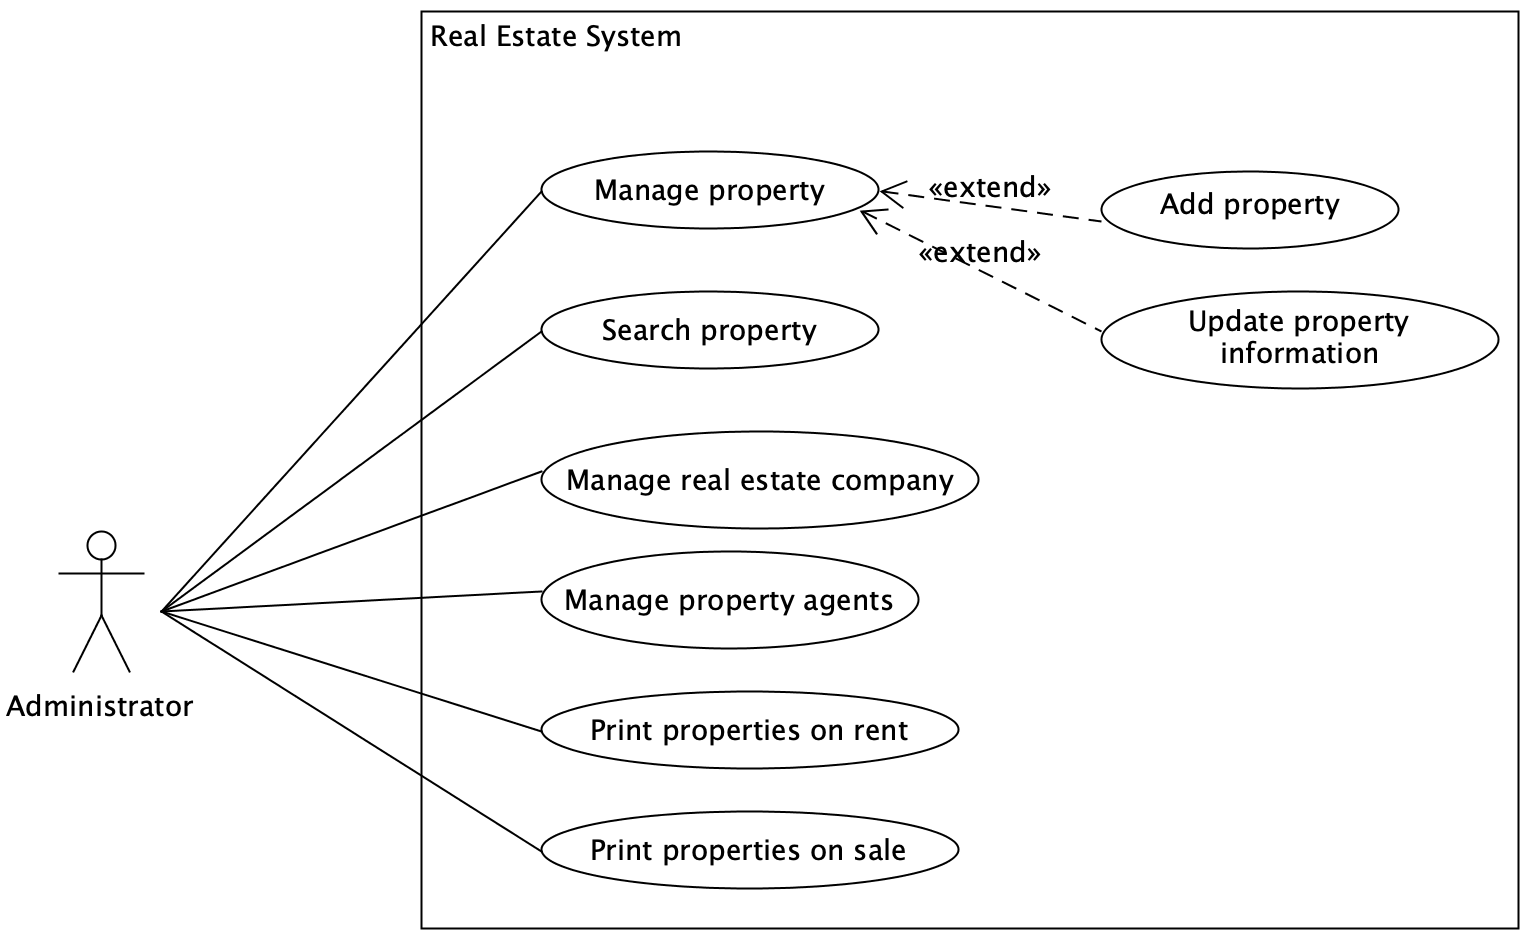 Real Estate System
Manage property
«extend»
Add property
«extend»
Update property
information
Search property
Manage real estate company
Manage property agents
Administrator
Print properties on rent
Print properties on sale